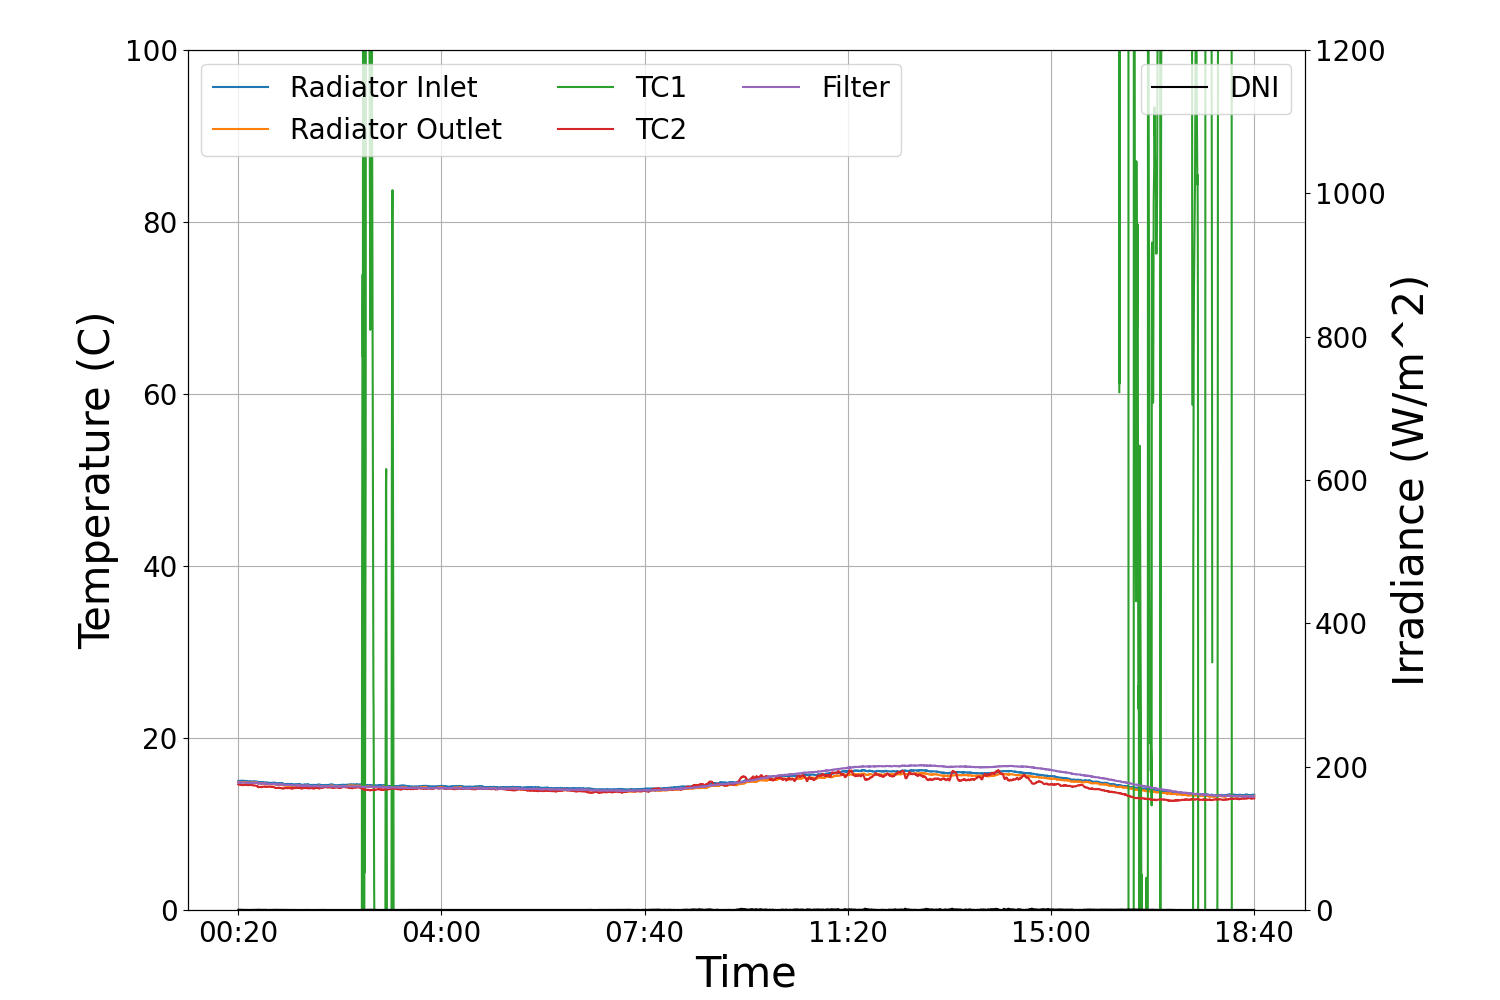 Radiator Inlet
Radiator Outlet
TC1
TC2
Filter
DNI
100
80
60
40
20
0
Temperature (C)
1200
1000
800
600
400
200
0
Irradiance (W/m^2)
00:20
04:00
07:40
11:20
15:00
18:40
Time